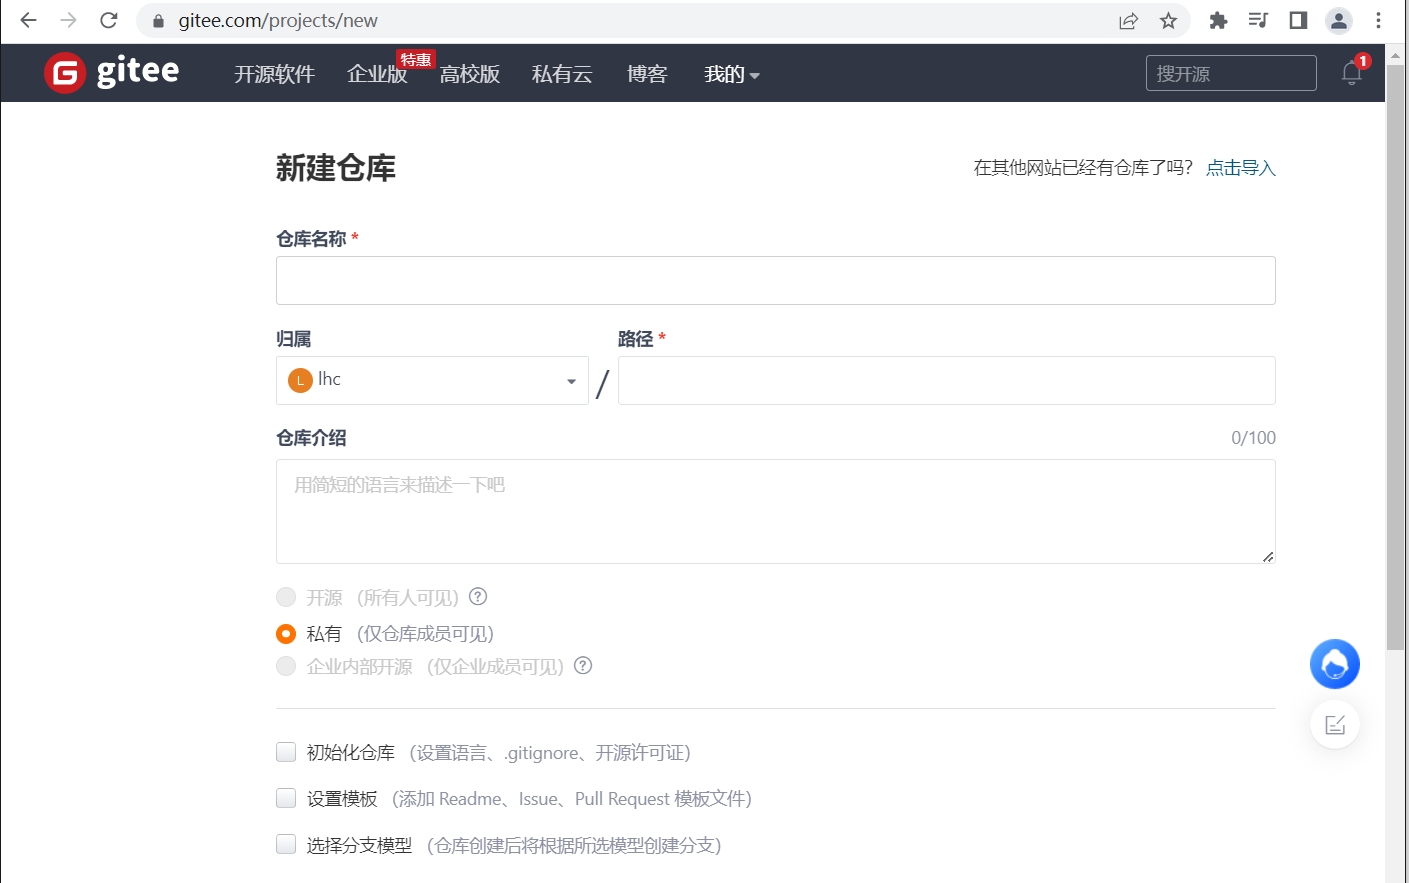 gitee.com/projects/new
gitee 开源软件 企业版 特惠 高校版 私有云 博客 我的 搜开源 1
新建仓库 在其他网站已经有仓库了吗? 点击导入
仓库名称 *
归属 路径 *
L lhc /
仓库介绍 0/100
用简短的语言来描述一下吧
开源 (所有人可见) ?
私有 (仅仓库成员可见)
企业内部开源 (仅企业成员可见) ?
初始化仓库 (设置语言、.gitignore、开源许可证)
设置模板 (添加 Readme、Issue、Pull Request 模板文件)
选择分支模型 (仓库创建后将根据所选模型创建分支)